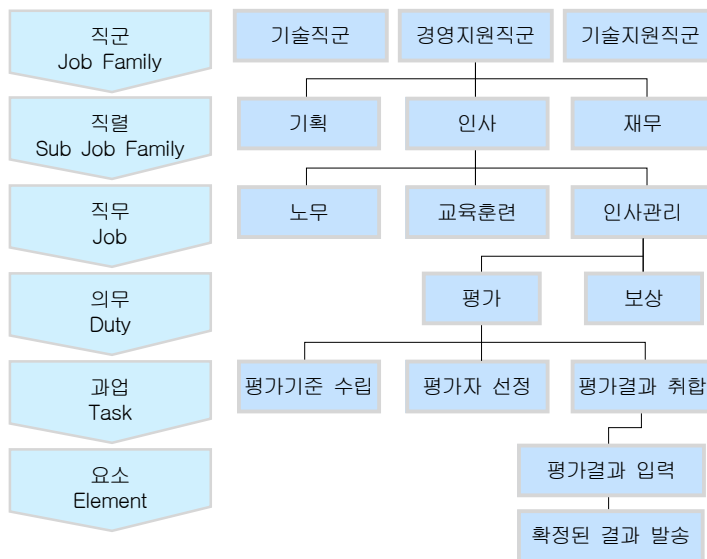 직군
Job Family
기술직군
경영지원직군
기술지원직군
직렬
Sub Job Family
기획
인사
재무
직무
Job
노무
교육훈련
인사관리
의무
Duty
평가
보상
과업
Task
평가기준 수립
평가자 선정
평가결과 취합
요소
Element
평가결과 입력
확정된 결과 발송